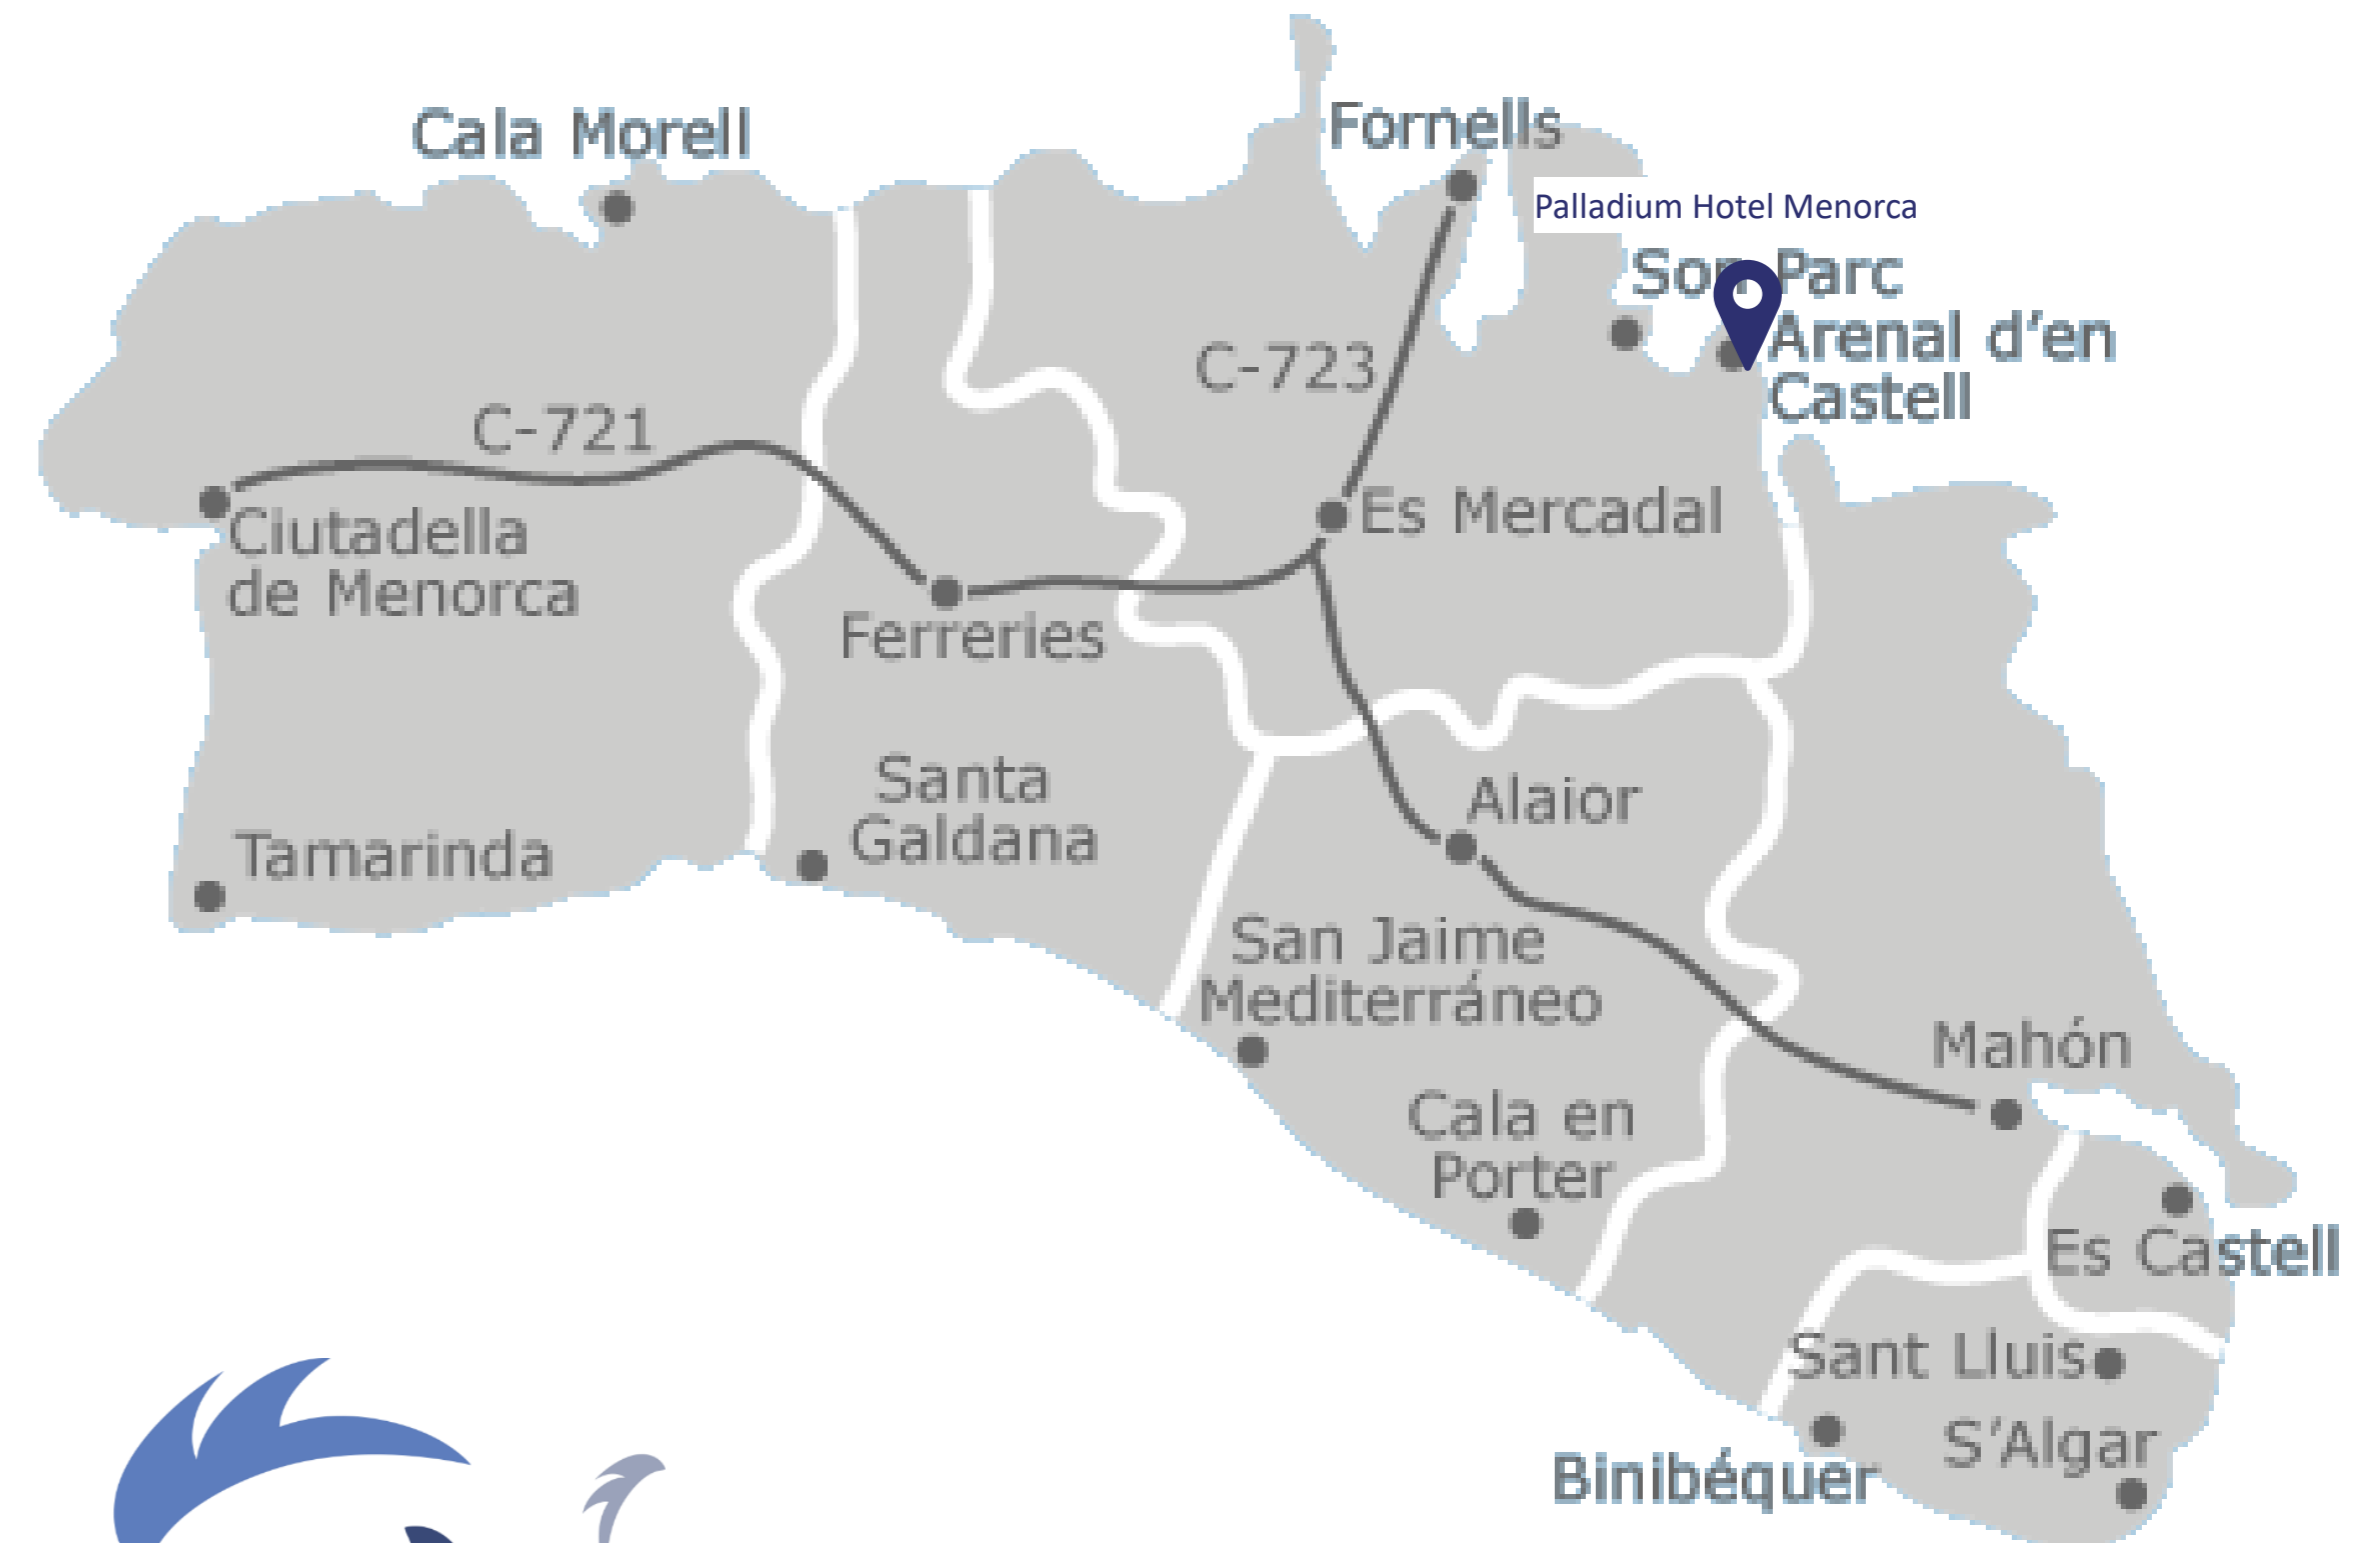 Cala Morell
Fornells
Palladium Hotel Menorca
Son Parc
Arenal d'en
Castell
C-723
C-721
Es Mercadal
Ciutadella
de Menorca
Ferreries
Santa
Galdana
Alaior
Tamarinda
San Jaime
Mediterráneo
Mahón
Cala en
Porter
Es Castell
Sant Lluis
S'Algar
Binibéquer